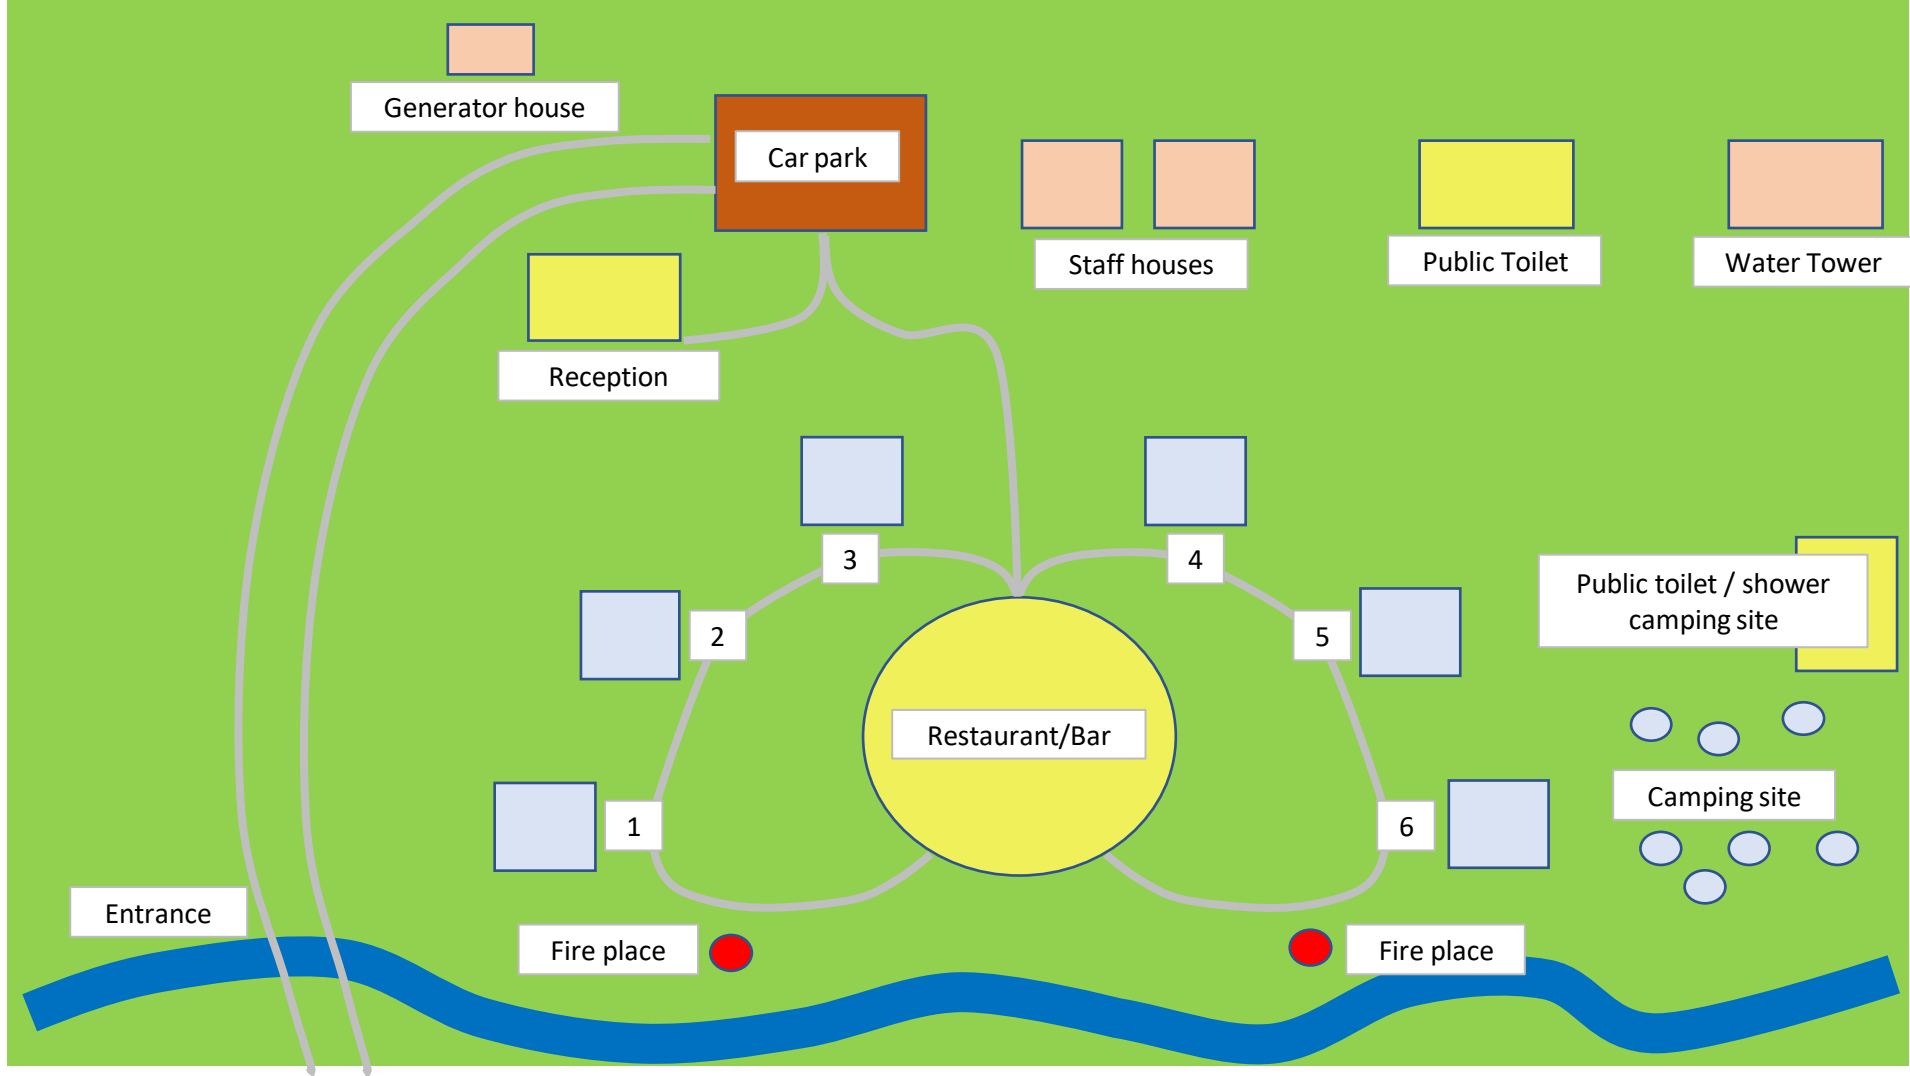 Generator house
Car park
Staff houses
Public Toilet
Water Tower
Reception
3
4
2
5
Public toilet / shower
camping site
Restaurant/Bar
Camping site
1
6
Entrance
Fire place
Fire place